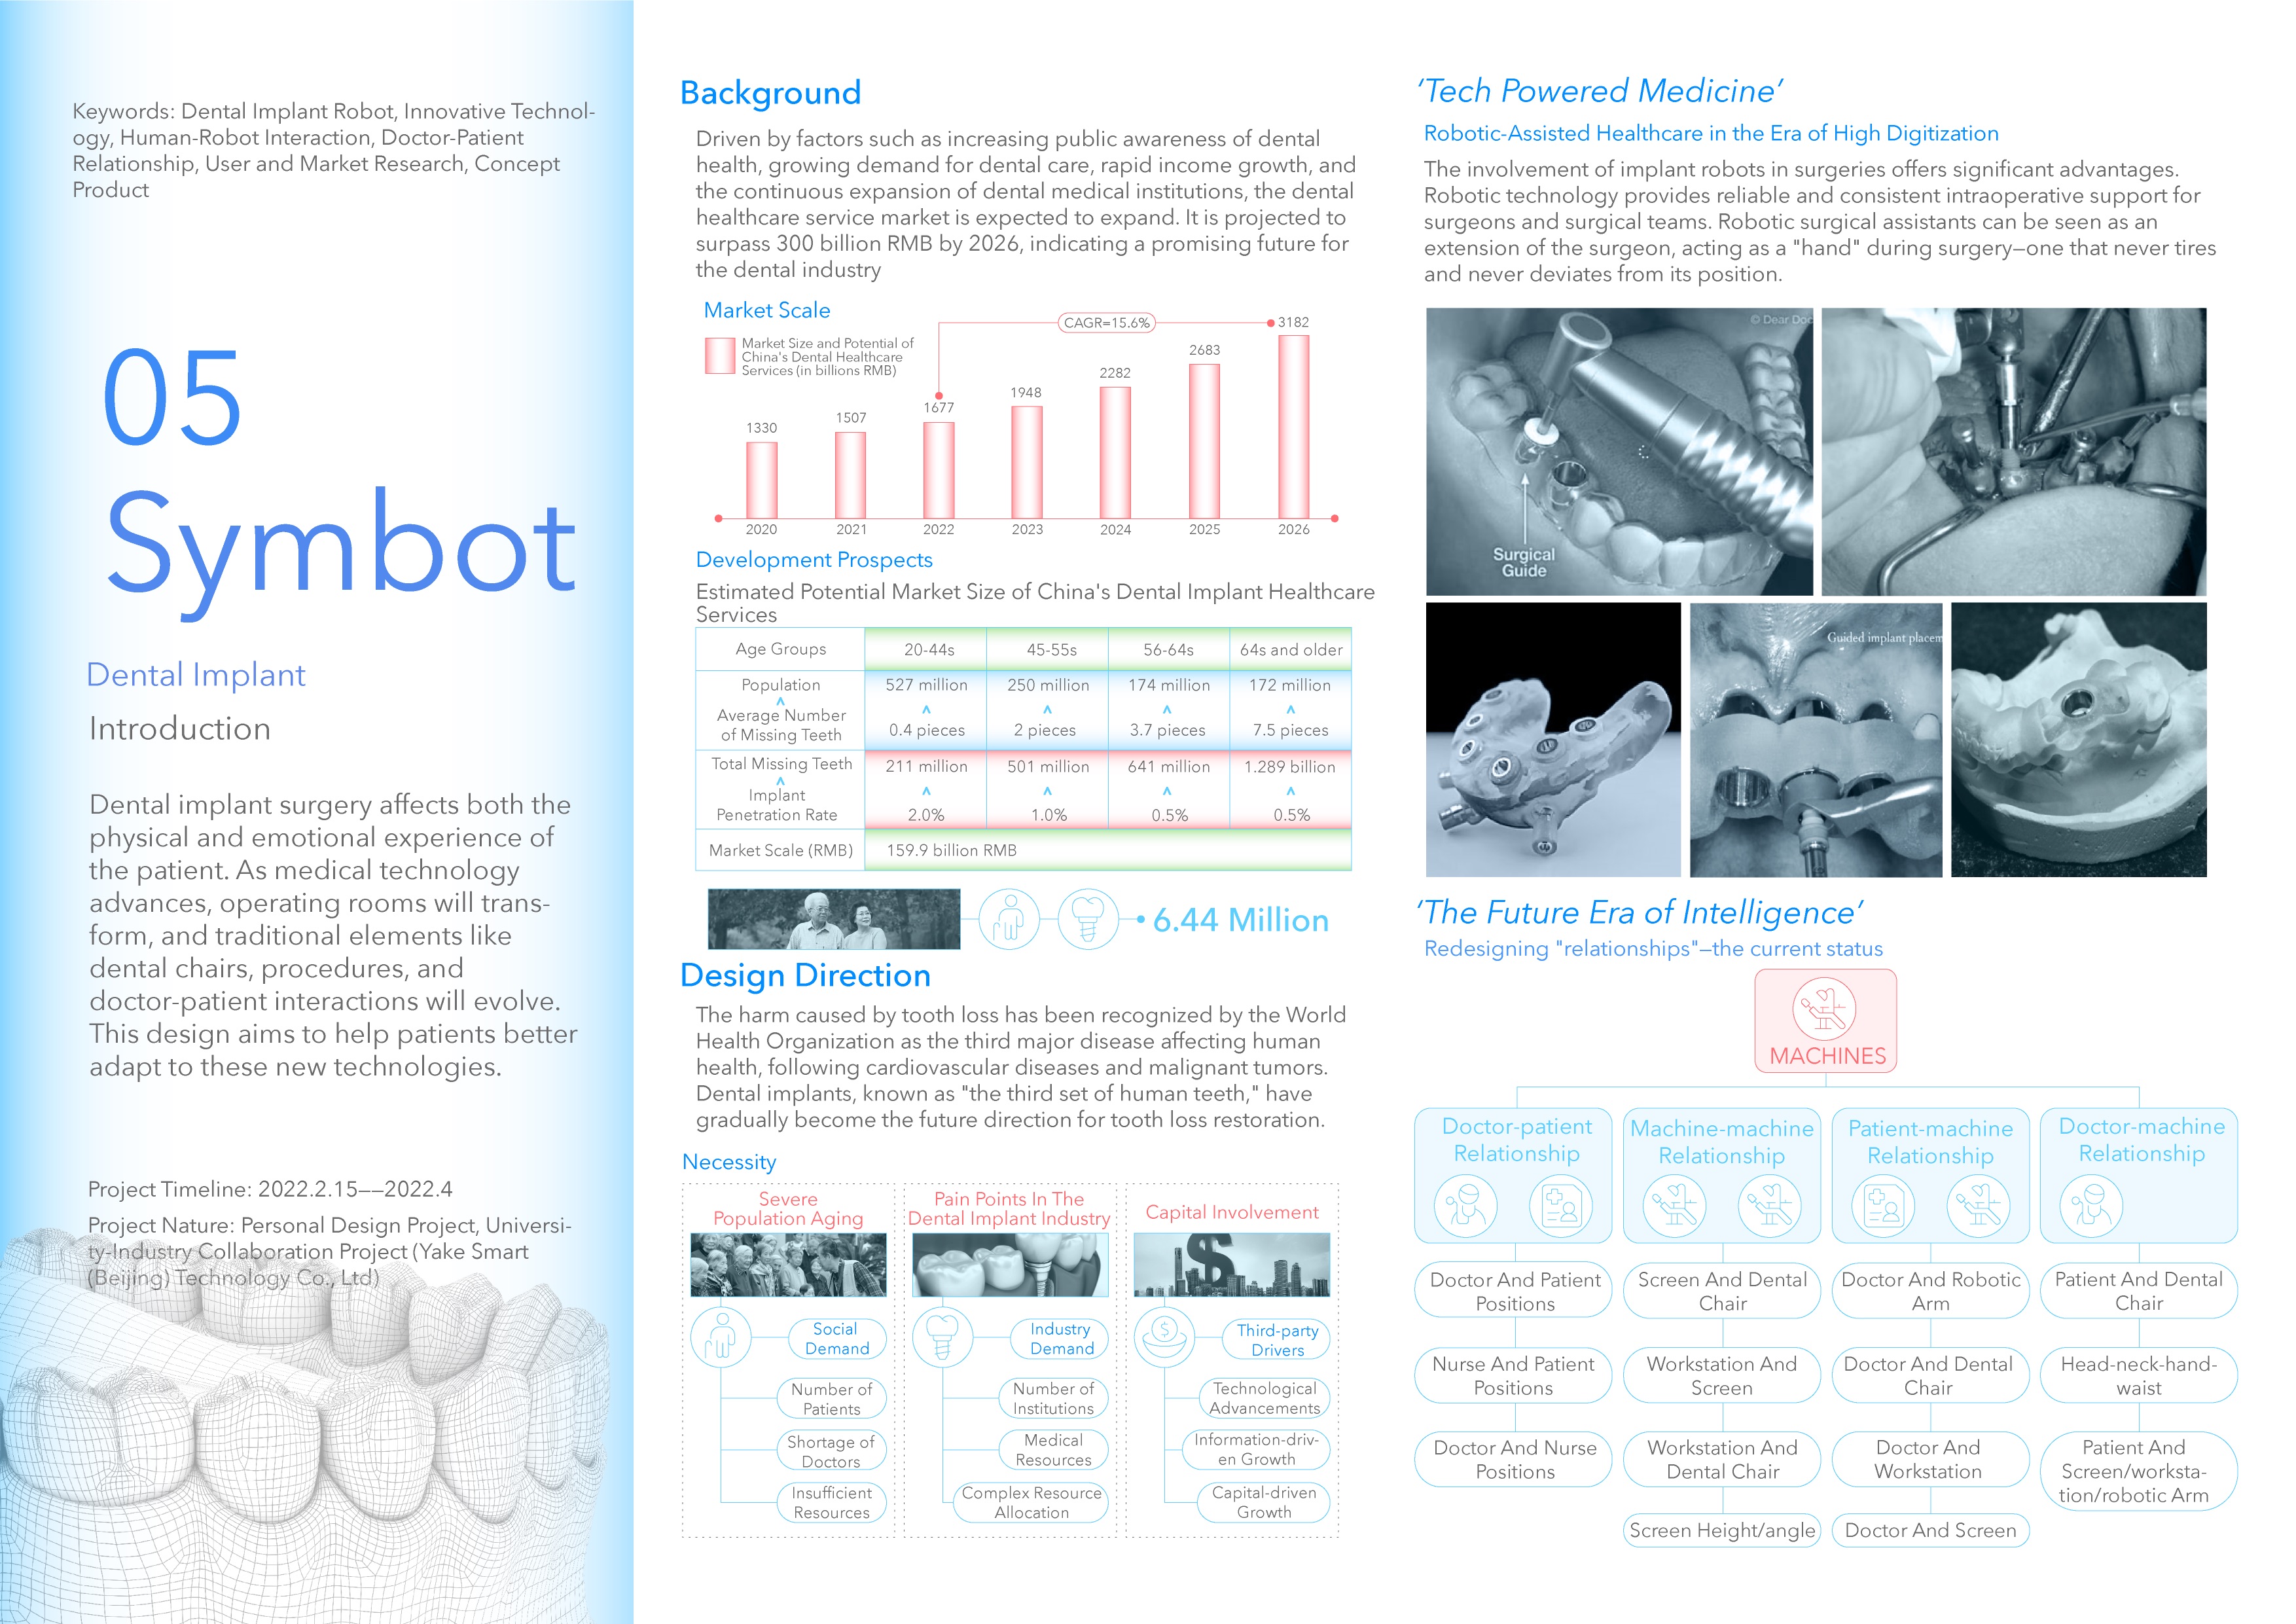 Keywords: Dental Implant Robot, Innovative Technol-
ogy, Human-Robot Interaction, Doctor-Patient
Relationship, User and Market Research, Concept
Product
05
Symbot
Dental Implant
Introduction
Dental implant surgery affects both the
physical and emotional experience of
the patient. As medical technology
advances, operating rooms will trans-
form, and traditional elements like
dental chairs, procedures, and
doctor-patient interactions will evolve.
This design aims to help patients better
adapt to these new technologies.
Project Timeline: 2022.2.15——2022.4
Project Nature: Personal Design Project, Universi-
ty-Industry Collaboration Project (Yake Smart
(Beijing) Technology Co., Ltd)
Background
Driven by factors such as increasing public awareness of dental
health, growing demand for dental care, rapid income growth, and
the continuous expansion of dental medical institutions, the dental
healthcare service market is expected to expand. It is projected to
surpass 300 billion RMB by 2026, indicating a promising future for
the dental industry
Market Scale
Market Size and Potential of
China's Dental Healthcare
Services (in billions RMB)
CAGR=15.6%
1330
1507
1677
1948
2282
2683
3182
2020 2021 2022 2023 2024 2025 2026
Development Prospects
Estimated Potential Market Size of China's Dental Implant Healthcare
Services
Age Groups 20-44s 45-55s 56-64s 64s and older
Population 527 million 250 million 174 million 172 million
Average Number
of Missing Teeth 0.4 pieces 2 pieces 3.7 pieces 7.5 pieces
Total Missing Teeth 211 million 501 million 641 million 1.289 billion
Implant
Penetration Rate 2.0% 1.0% 0.5% 0.5%
Market Scale (RMB) 159.9 billion RMB
6.44 Million
Design Direction
The harm caused by tooth loss has been recognized by the World
Health Organization as the third major disease affecting human
health, following cardiovascular diseases and malignant tumors.
Dental implants, known as "the third set of human teeth," have
gradually become the future direction for tooth loss restoration.
Necessity
Severe
Population Aging
Social
Demand
Number of
Patients
Shortage of
Doctors
Insufficient
Resources
Pain Points In The
Dental Implant Industry
Industry
Demand
Number of
Institutions
Medical
Resources
Complex Resource
Allocation
Capital Involvement
Third-party
Drivers
Technological
Advancements
Information-driv-
en Growth
Capital-driven
Growth
'Tech Powered Medicine'
Robotic-Assisted Healthcare in the Era of High Digitization
The involvement of implant robots in surgeries offers significant advantages.
Robotic technology provides reliable and consistent intraoperative support for
surgeons and surgical teams. Robotic surgical assistants can be seen as an
extension of the surgeon, acting as a "hand" during surgery—one that never tires
and never deviates from its position.
© Dear Doc
Surgical
Guide
Guided implant placem
'The Future Era of Intelligence'
Redesigning "relationships"—the current status
MACHINES
Doctor-patient
Relationship
Doctor And Patient
Positions
Nurse And Patient
Positions
Doctor And Nurse
Positions
Machine-machine
Relationship
Screen And Dental
Chair
Workstation And
Screen
Workstation And
Dental Chair
Screen Height/angle
Patient-machine
Relationship
Doctor And Robotic
Arm
Doctor And Dental
Chair
Doctor And
Workstation
Doctor And Screen
Doctor-machine
Relationship
Patient And Dental
Chair
Head-neck-hand-
waist
Patient And
Screen/worksta-
tion/robotic Arm